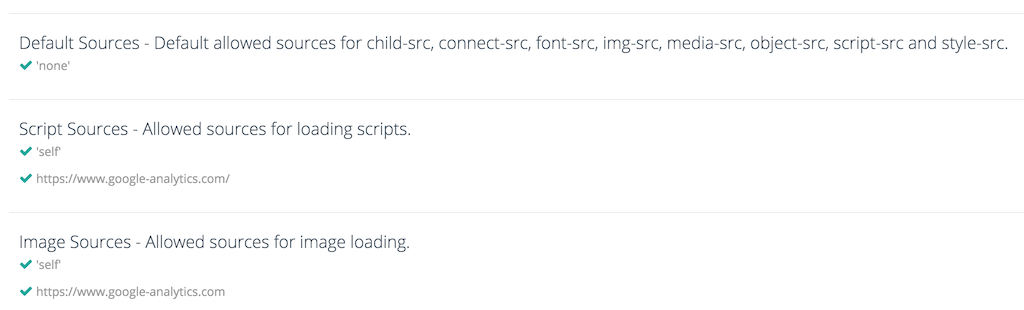 Default Sources - Default allowed sources for child-src, connect-src, font-src, img-src, media-src, object-src, script-src and style-src.
'none'
Script Sources - Allowed sources for loading scripts.
'self'
https://www.google-analytics.com/
Image Sources - Allowed sources for image loading.
'self'
https://www.google-analytics.com